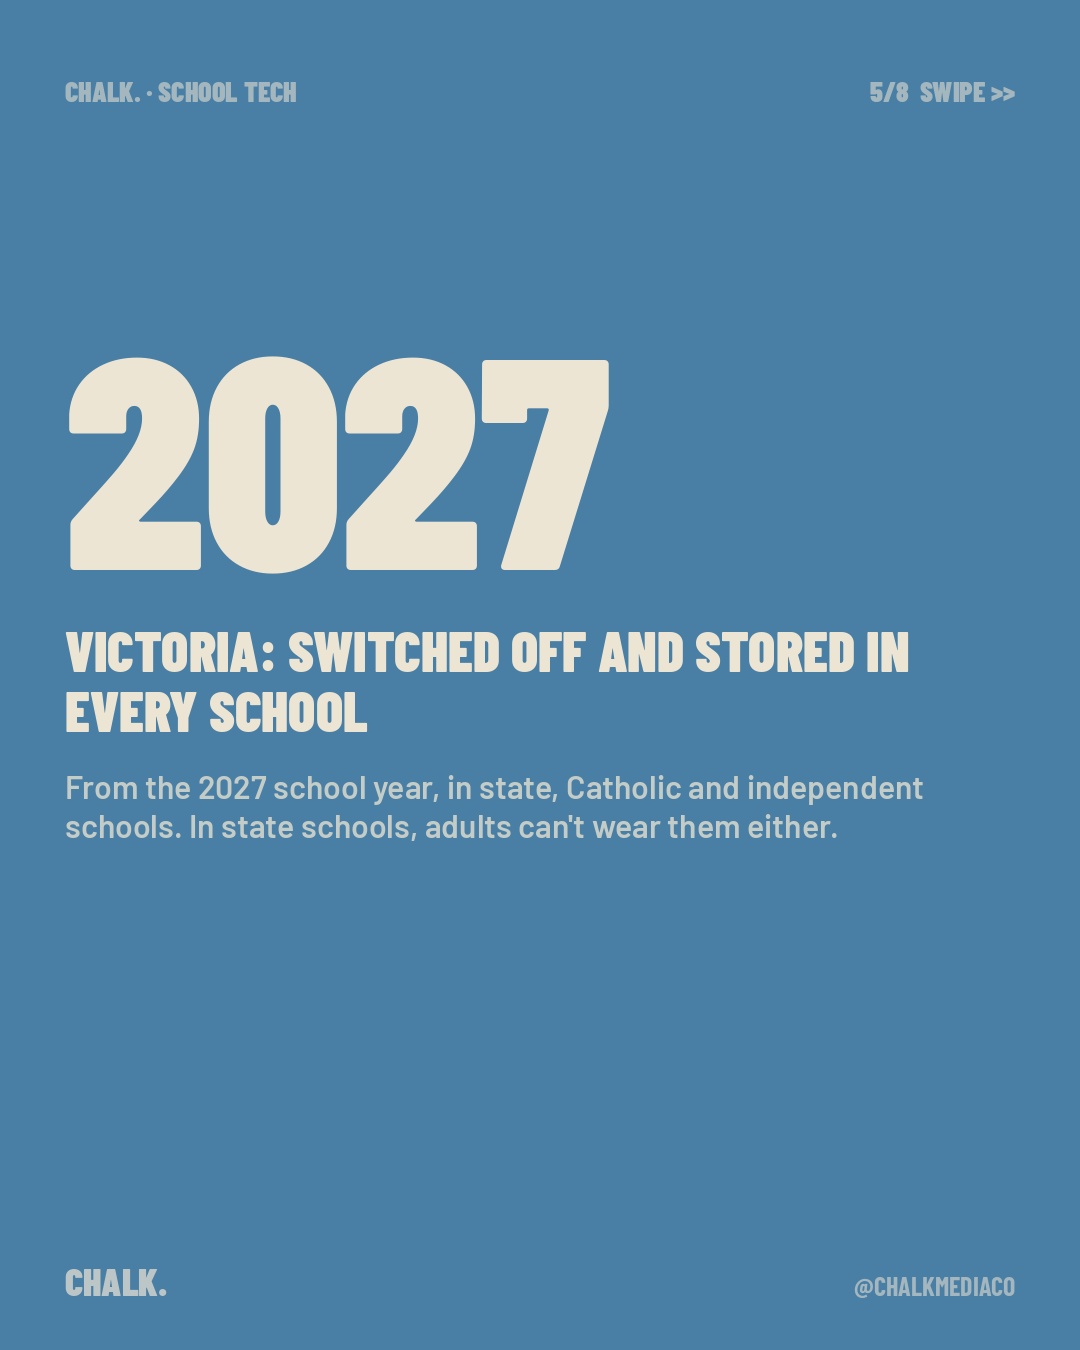 CHALK. · SCHOOL TECH
5/8 SWIPE >>
2027
VICTORIA: SWITCHED OFF AND STORED IN
EVERY SCHOOL
From the 2027 school year, in state, Catholic and independent
schools. In state schools, adults can't wear them either.
CHALK.
@CHALKMEDIACO